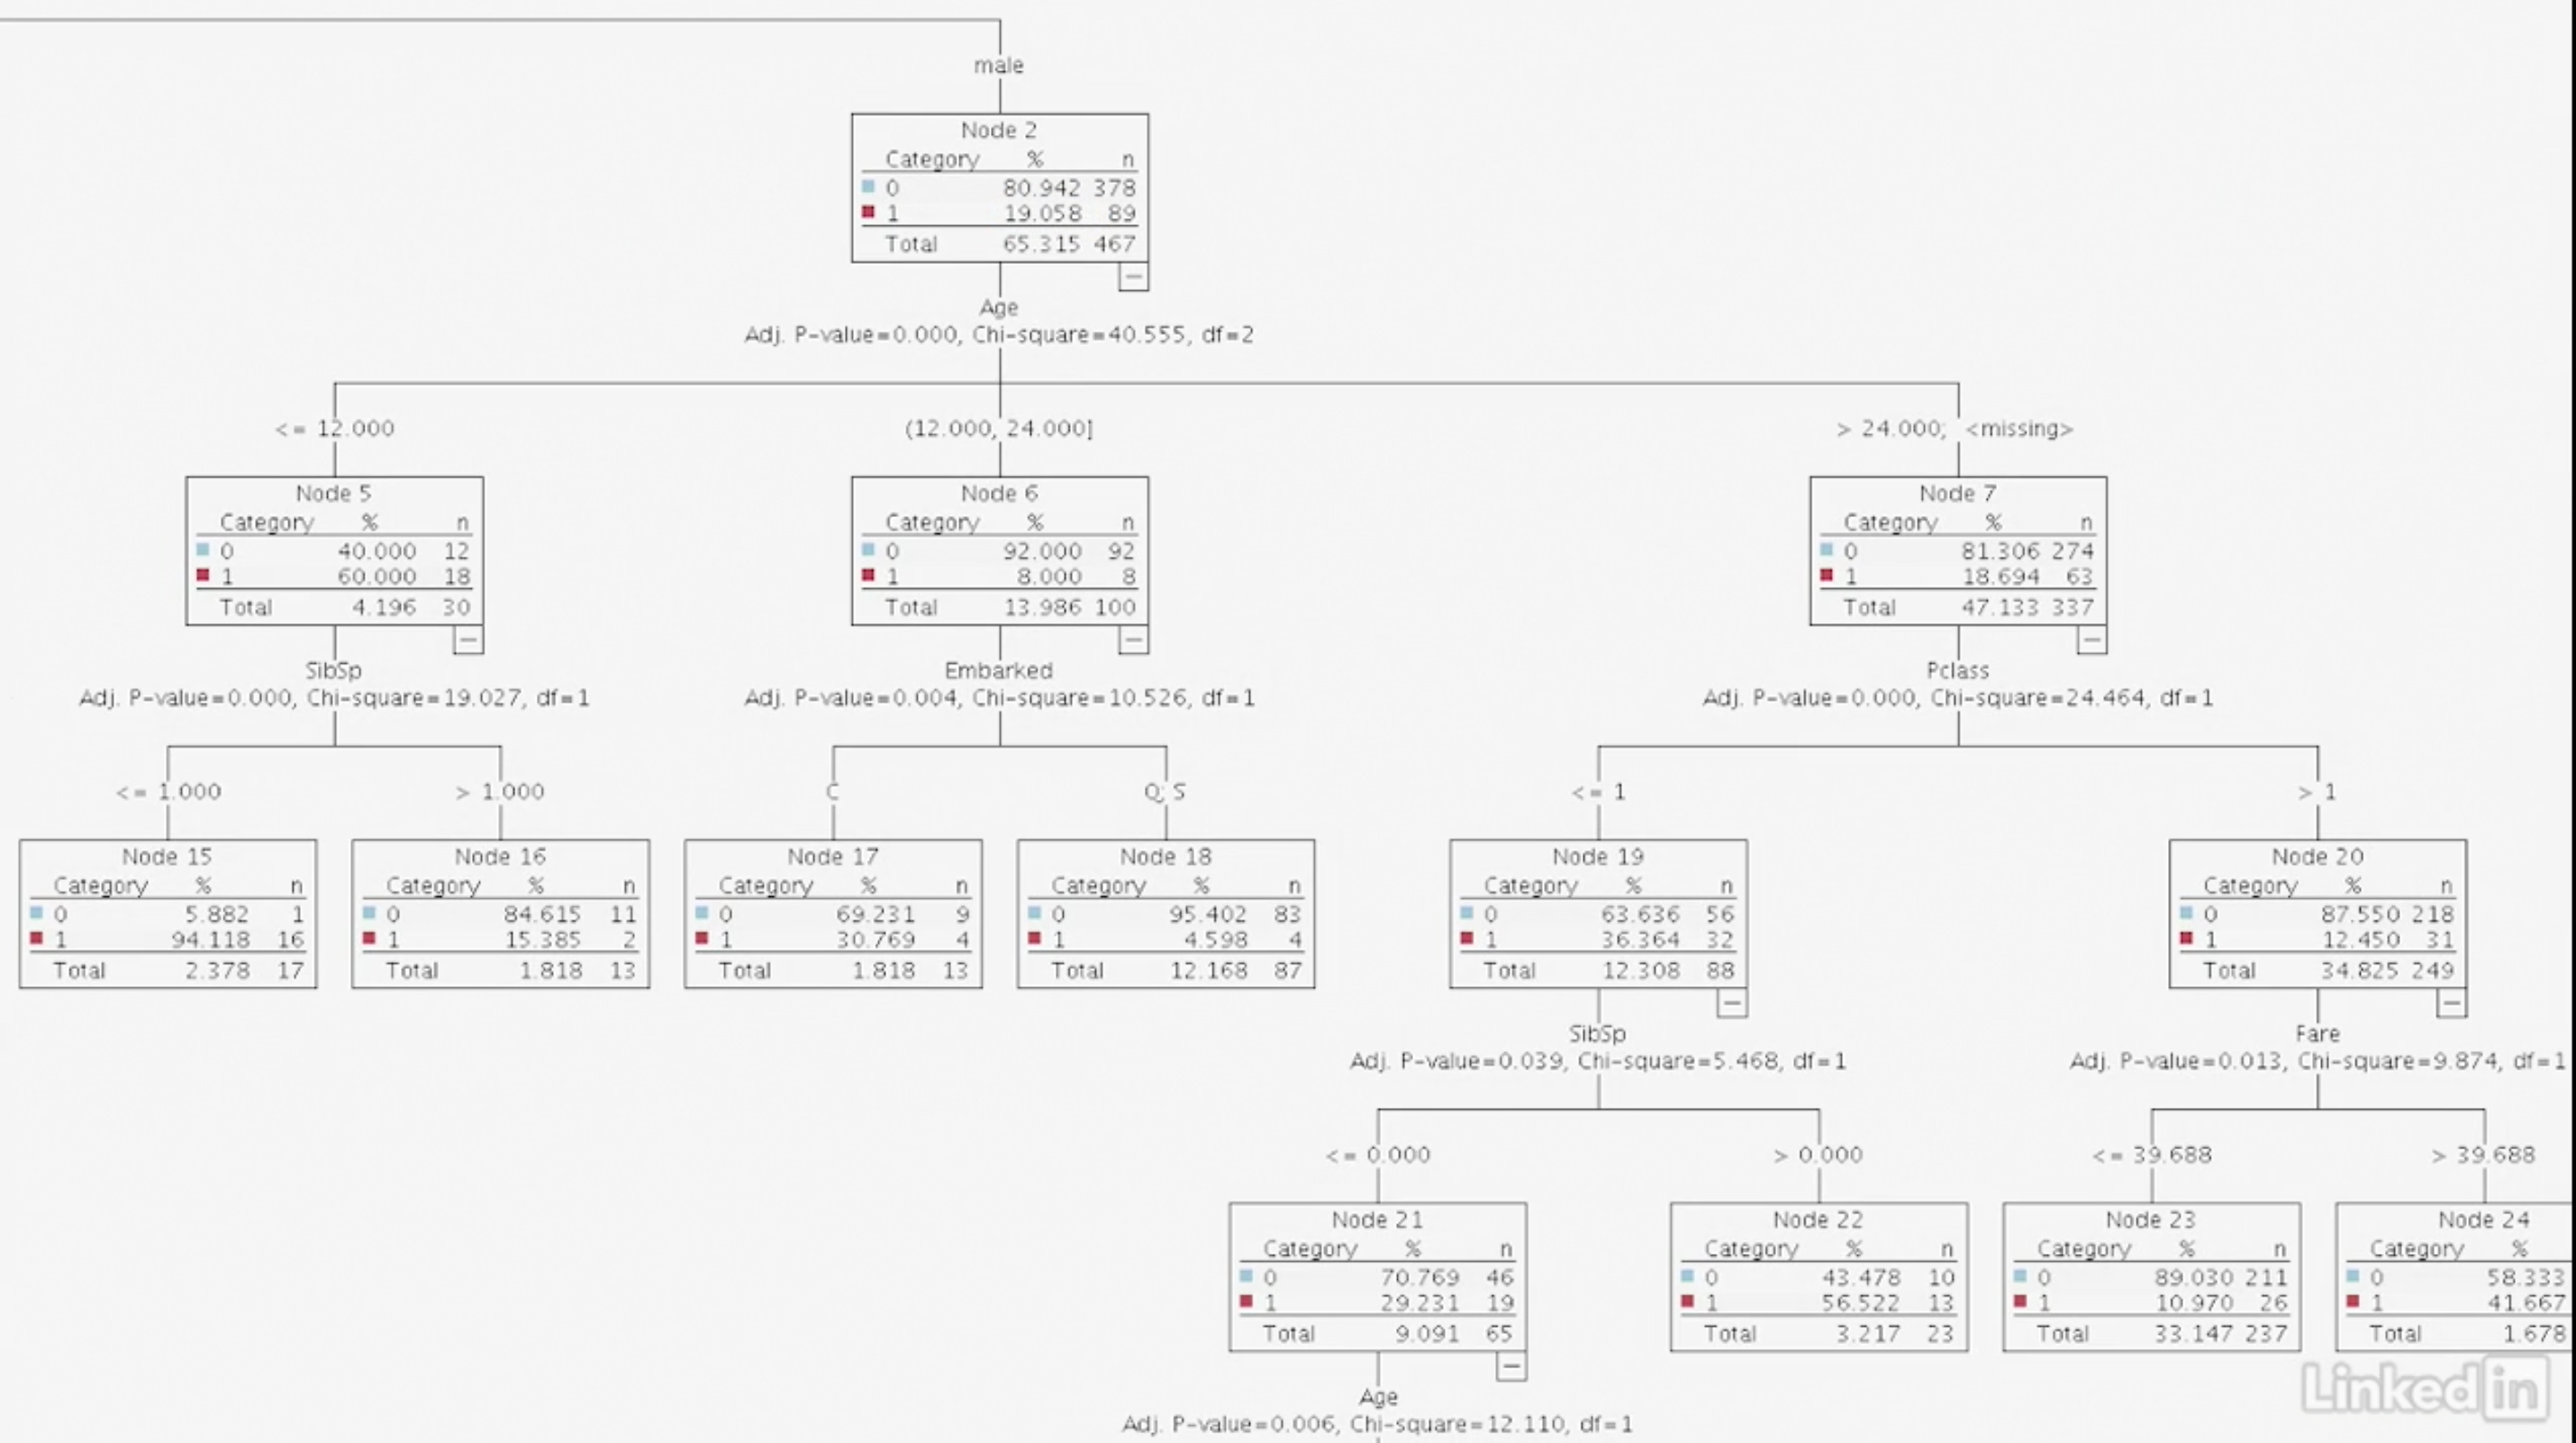 male
Node 2
Category % n
0 80.942 378
1 19.058 89
Total 65.315 467
Age
Adj. P-value=0.000, Chi-square=40.555, df=2
<= 12.000
(12.000, 24.000]
> 24.000; <missing>
Node 5
Category % n
0 40.000 12
1 60.000 18
Total 4.196 30
SibSp
Adj. P-value=0.000, Chi-square=19.027, df=1
Node 6
Category % n
0 92.000 92
1 8.000 8
Total 13.986 100
Embarked
Adj. P-value=0.004, Chi-square=10.526, df=1
Node 7
Category % n
0 81.306 274
1 18.694 63
Total 47.133 337
Pclass
Adj. P-value=0.000, Chi-square=24.464, df=1
<= 1.000
> 1.000
C
Q; S
<= 1
> 1
Node 15
Category % n
0 5.882 1
1 94.118 16
Total 2.378 17
Node 16
Category % n
0 84.615 11
1 15.385 2
Total 1.818 13
Node 17
Category % n
0 69.231 9
1 30.769 4
Total 1.818 13
Node 18
Category % n
0 95.402 83
1 4.598 4
Total 12.168 87
Node 19
Category % n
0 63.636 56
1 36.364 32
Total 12.308 88
SibSp
Adj. P-value=0.039, Chi-square=5.468, df=1
Node 20
Category % n
0 87.550 218
1 12.450 31
Total 34.825 249
Fare
Adj. P-value=0.013, Chi-square=9.874, df=1
<= 0.000
> 0.000
<= 39.688
> 39.688
Node 21
Category % n
0 70.769 46
1 29.231 19
Total 9.091 65
Age
Adj. P-value=0.006, Chi-square=12.110, df=1
Node 22
Category % n
0 43.478 10
1 56.522 13
Total 3.217 23
Node 23
Category % n
0 89.030 211
1 10.970 26
Total 33.147 237
Node 24
Category %
0 58.333
1 41.667
Total 1.678
Linked in